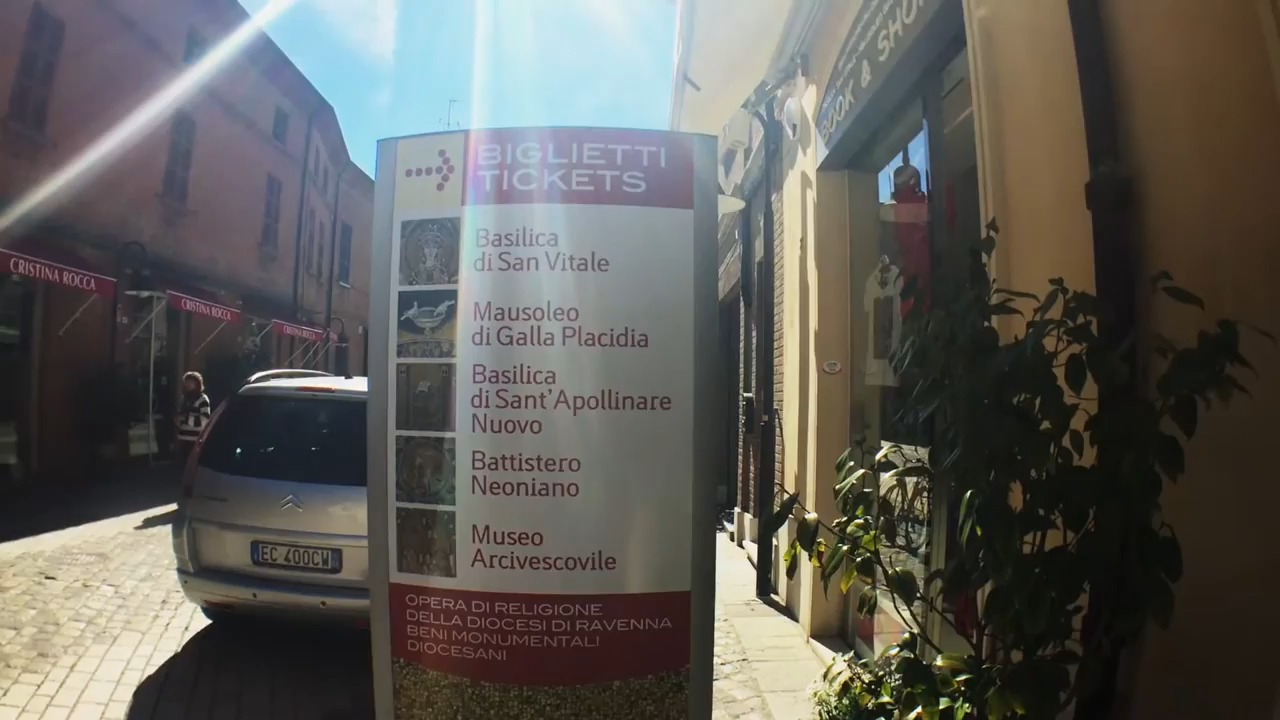 BIGLIETTI
TICKETS
Basilica
di San Vitale
Mausoleo
di Galla Placidia
Basilica
di Sant'Apollinare
Nuovo
Battistero
Neoniano
Museo
Arcivescovile
OPERA DI RELIGIONE
DELLA DIOCESI DI RAVENNA
BENI MONUMENTALI
DIOCESANI
CRISTINA ROCCA
CRISTINA ROCCA
CRISTINA ROCCA
EC 400CW
BOOK & SHOP